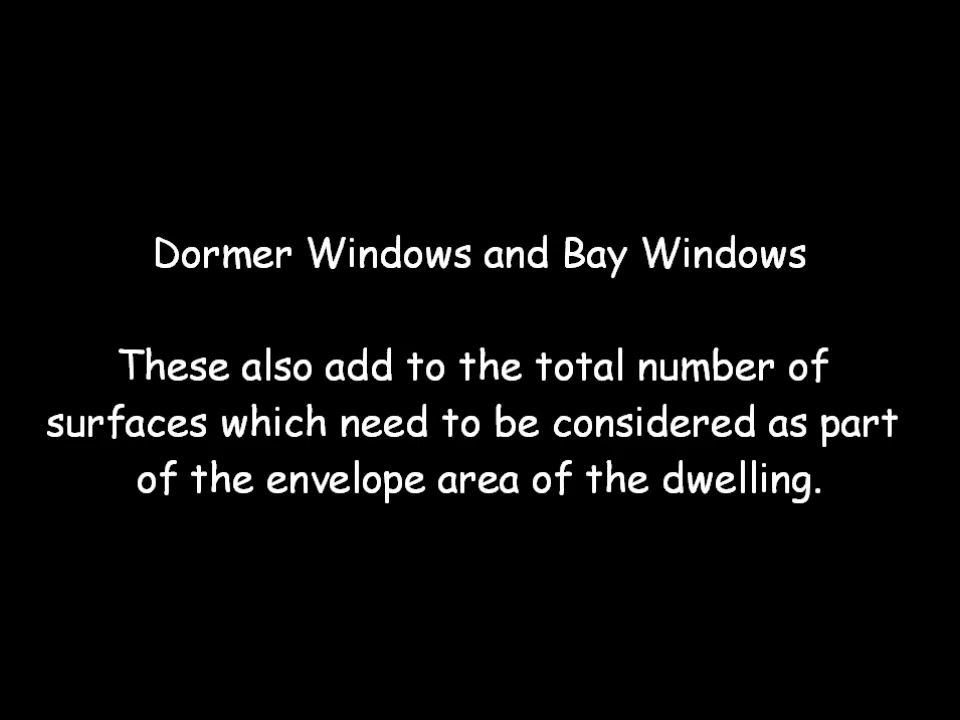 Dormer Windows and Bay Windows
These also add to the total number of
surfaces which need to be considered as part
of the envelope area of the dwelling.